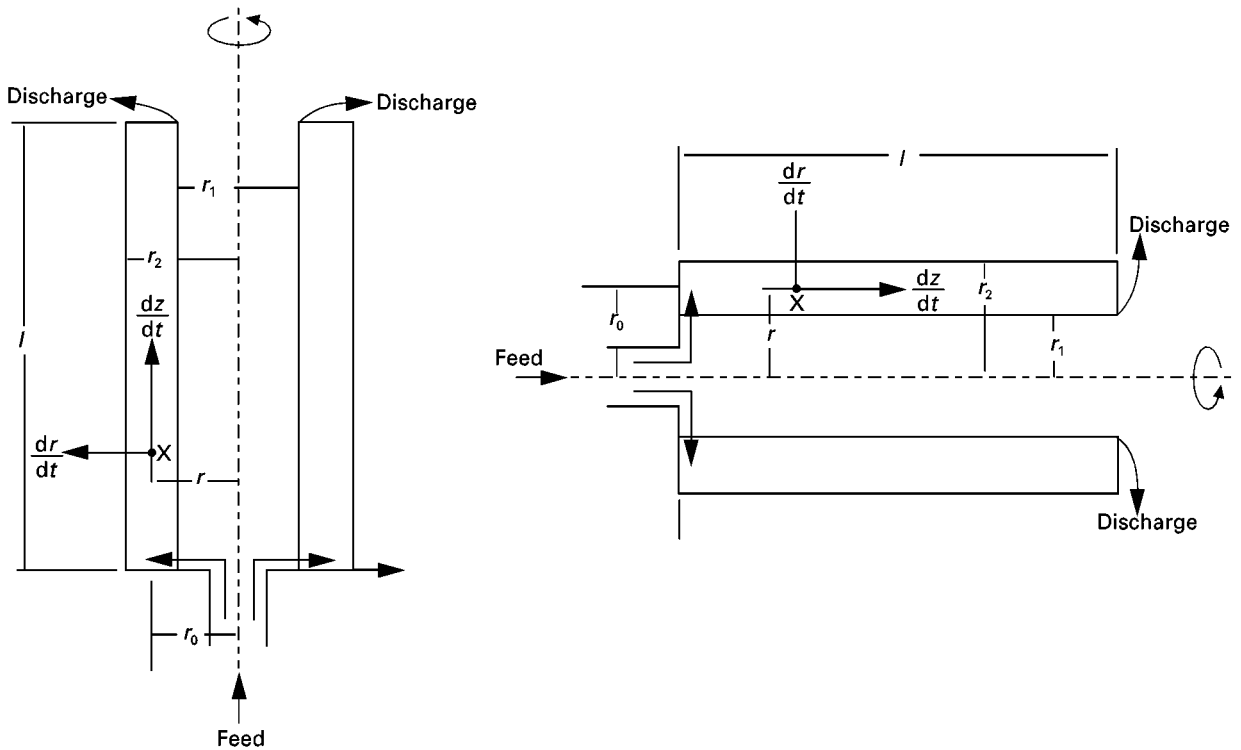 Discharge
Discharge
r₁
r₂
dz
dt
l
dr
dt
X
r
r₀
Feed
l
dr
dt
Discharge
dz
dt
X
r₂
r₀
r
r₁
Feed
Discharge